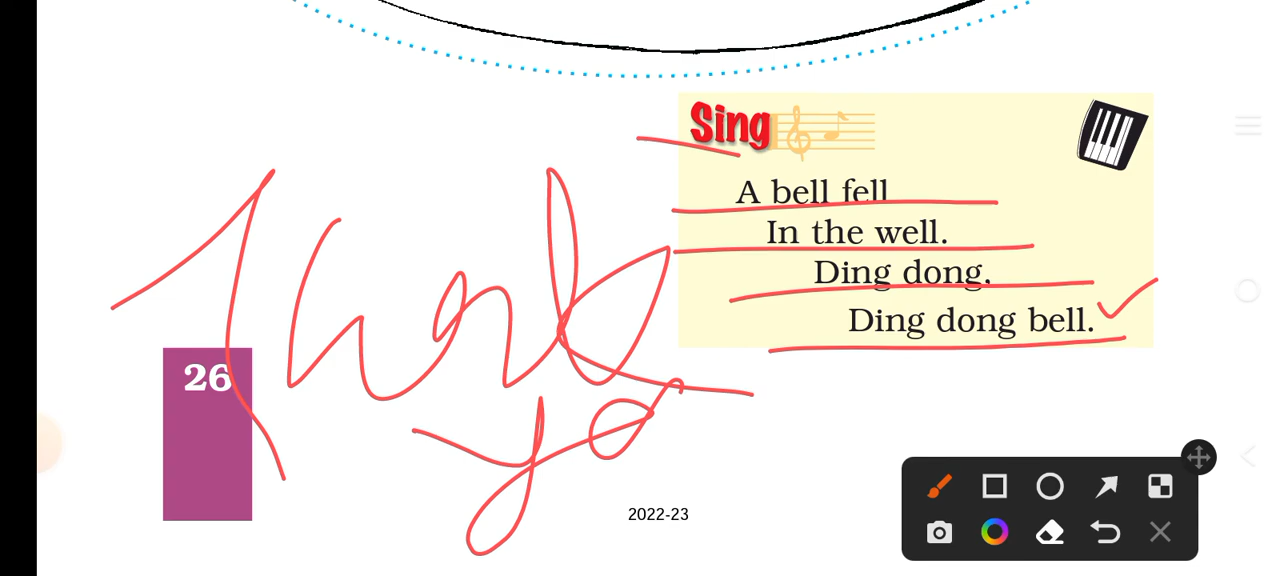 Sing
A bell fell
In the well.
Ding dong,
Ding dong bell.
26
2022-23